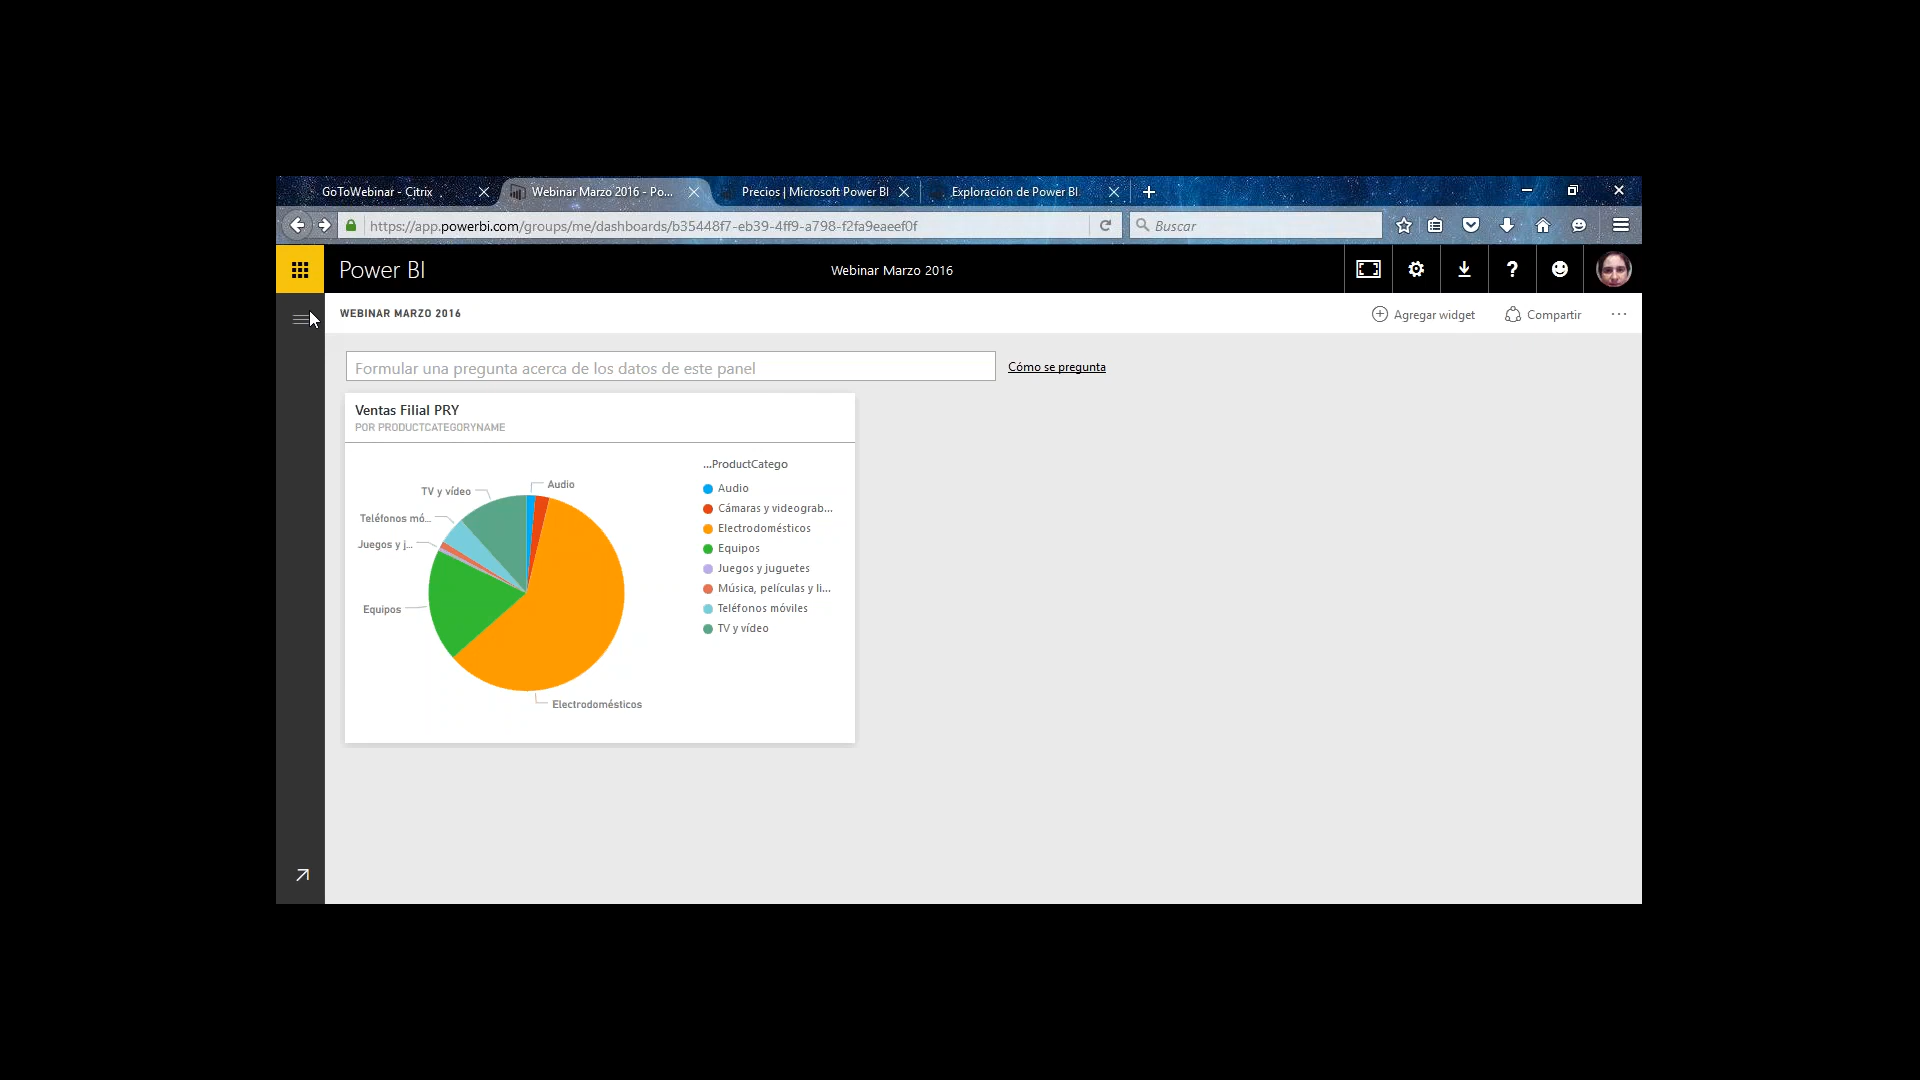 GoToWebinar - Citrix
Webinar Marzo 2016 - Po...
Precios | Microsoft Power BI
Exploración de Power BI
https://app.powerbi.com/groups/me/dashboards/b35448f7-eb39-4ff9-a798-f2fa9eaeef0f
Buscar
Power BI
Webinar Marzo 2016
?
WEBINAR MARZO 2016
Agregar widget
Compartir
...
Formular una pregunta acerca de los datos de este panel
Cómo se pregunta
Ventas Filial PRY
POR PRODUCTCATEGORYNAME
Audio
TV y vídeo
Teléfonos mó...
Juegos y j...
Equipos
Electrodomésticos
...ProductCatego
Audio
Cámaras y videograb...
Electrodomésticos
Equipos
Juegos y juguetes
Música, películas y li...
Teléfonos móviles
TV y vídeo